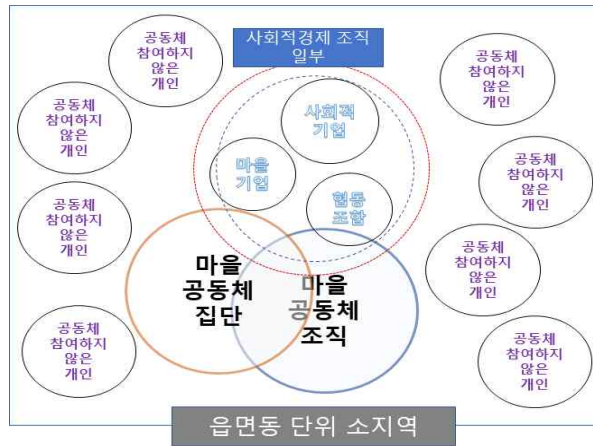 사회적경제 조직
일부
공동체
참여하지
않은
개인
공동체
참여하지
않은
개인
공동체
참여하지
않은
개인
공동체
참여하지
않은
개인
사회적
기업
마을
기업
협동
조합
마을
공동체
집단
마을
공동체
조직
공동체
참여하지
않은
개인
공동체
참여하지
않은
개인
공동체
참여하지
않은
개인
공동체
참여하지
않은
개인
읍면동 단위 소지역